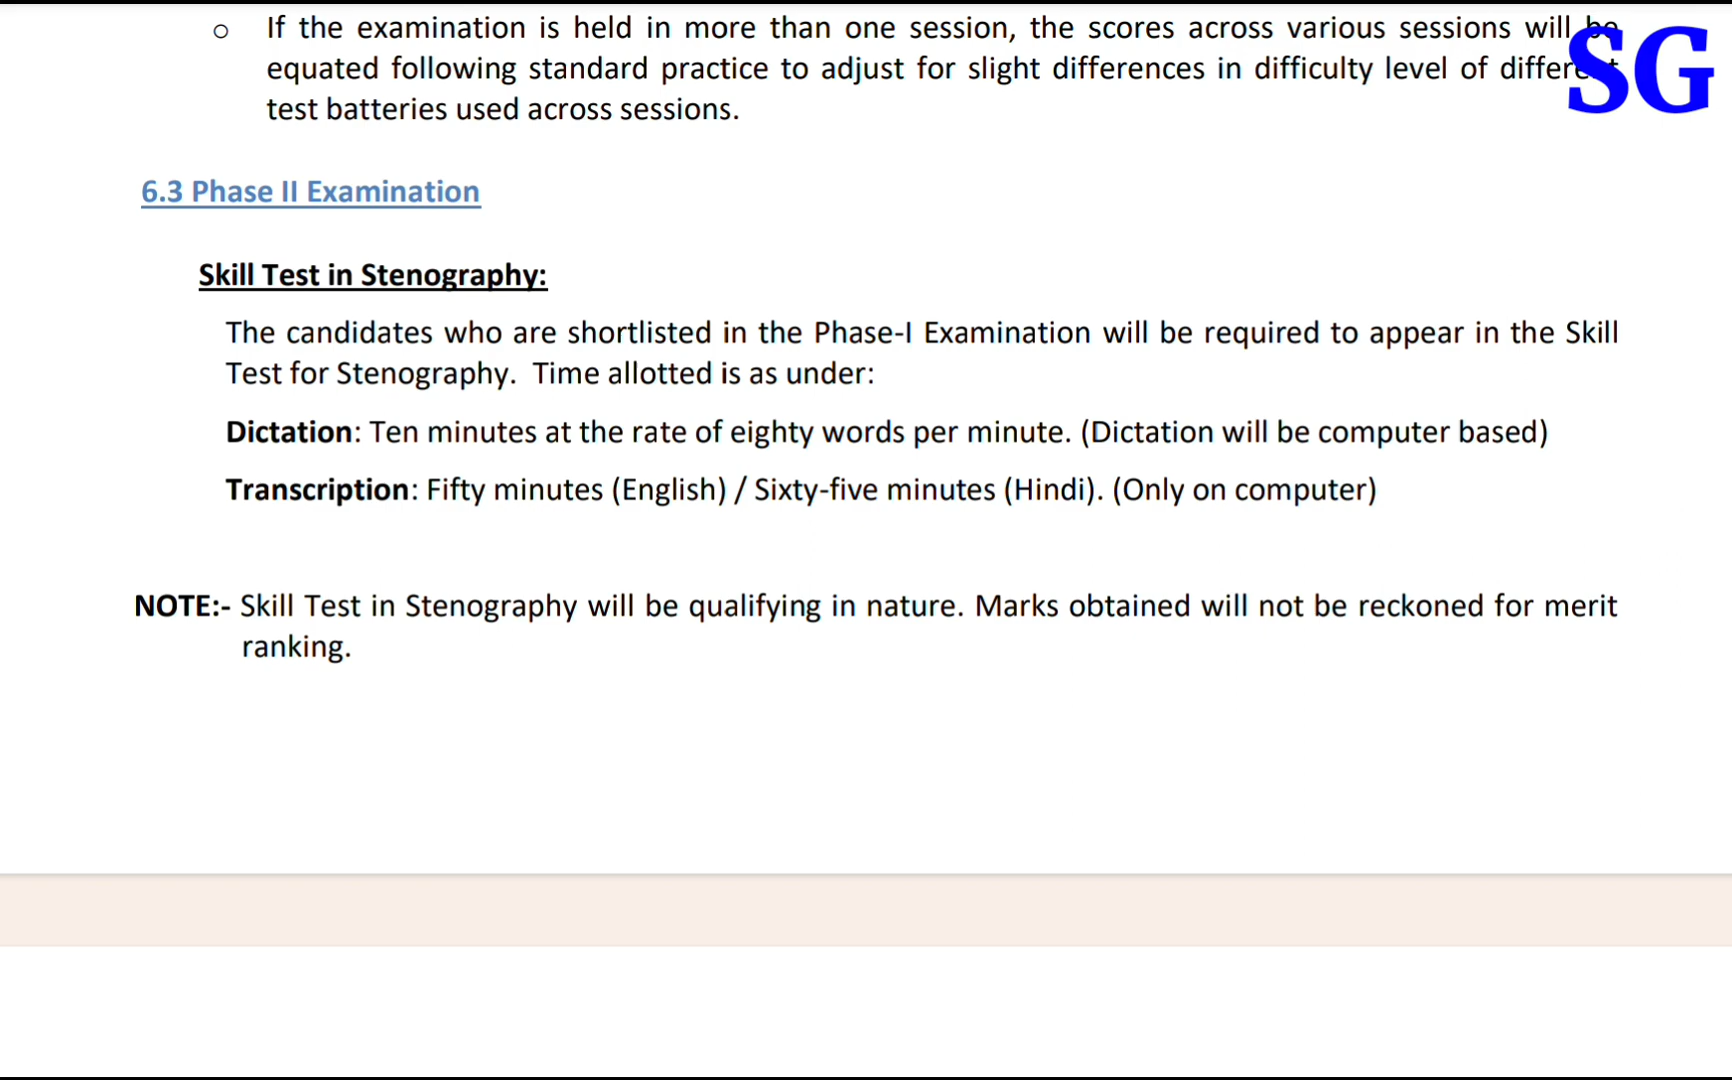 o If the examination is held in more than one session, the scores across various sessions will be
equated following standard practice to adjust for slight differences in difficulty level of different
test batteries used across sessions.
SG
6.3 Phase II Examination
Skill Test in Stenography:
The candidates who are shortlisted in the Phase-I Examination will be required to appear in the Skill
Test for Stenography. Time allotted is as under:
Dictation: Ten minutes at the rate of eighty words per minute. (Dictation will be computer based)
Transcription: Fifty minutes (English) / Sixty-five minutes (Hindi). (Only on computer)
NOTE:- Skill Test in Stenography will be qualifying in nature. Marks obtained will not be reckoned for merit
ranking.